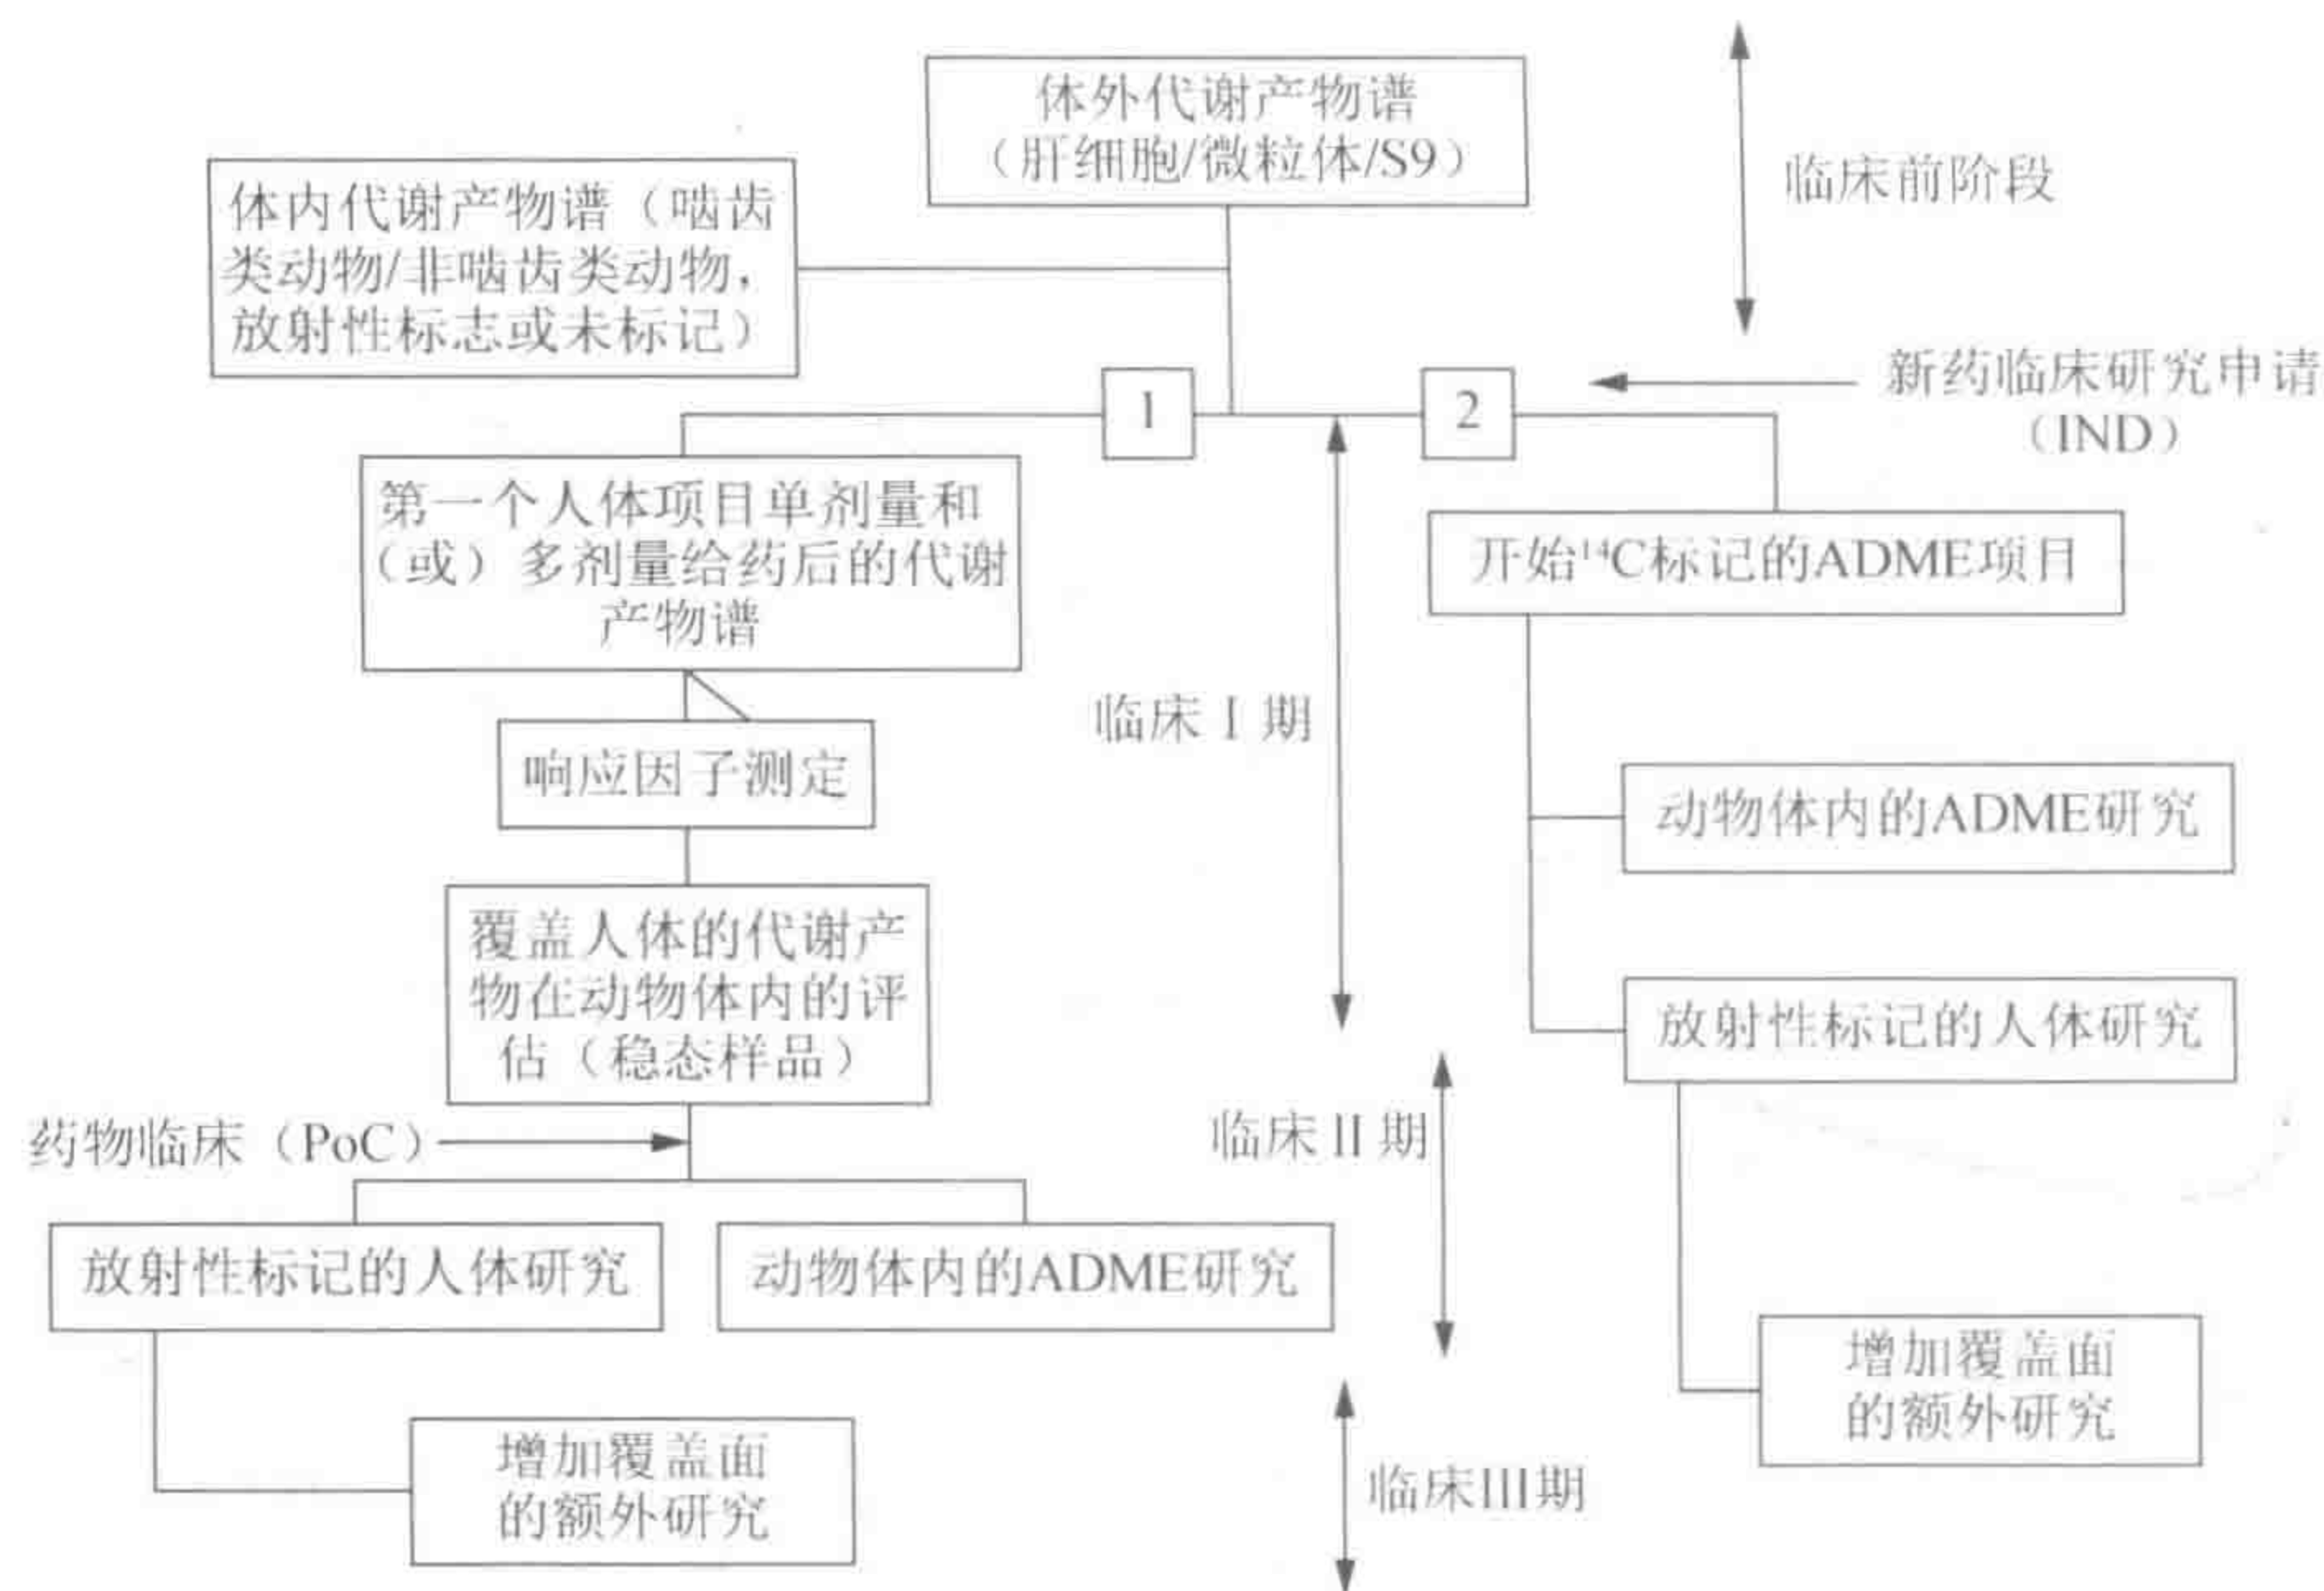 体外代谢产物谱
（肝细胞/微粒体/S9）
体内代谢产物谱（啮齿
类动物/非啮齿类动物，
放射性标志或未标记）
临床前阶段
新药临床研究申请
（IND）
1
2
第一个人体项目单剂量和
（或）多剂量给药后的代谢
产物谱
开始¹⁴C标记的ADME项目
响应因子测定
临床Ⅰ期
动物体内的ADME研究
覆盖人体的代谢产
物在动物体内的评
估（稳态样品）
放射性标记的人体研究
药物临床（PoC）
临床Ⅱ期
放射性标记的人体研究
动物体内的ADME研究
增加覆盖面
的额外研究
增加覆盖面
的额外研究
临床Ⅲ期